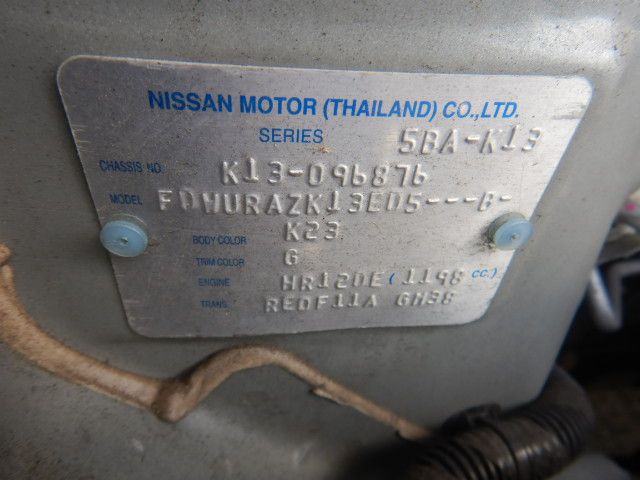 NISSAN MOTOR (THAILAND) CO.,LTD.
SERIES 5BA-K13
CHASSIS NO. K13-096876
MODEL FDHURAZK13ED5---B-
BODY COLOR K23
TRIM COLOR G
ENGINE HR12DE (1198 CC.)
TRANS. RE0F11A GH38